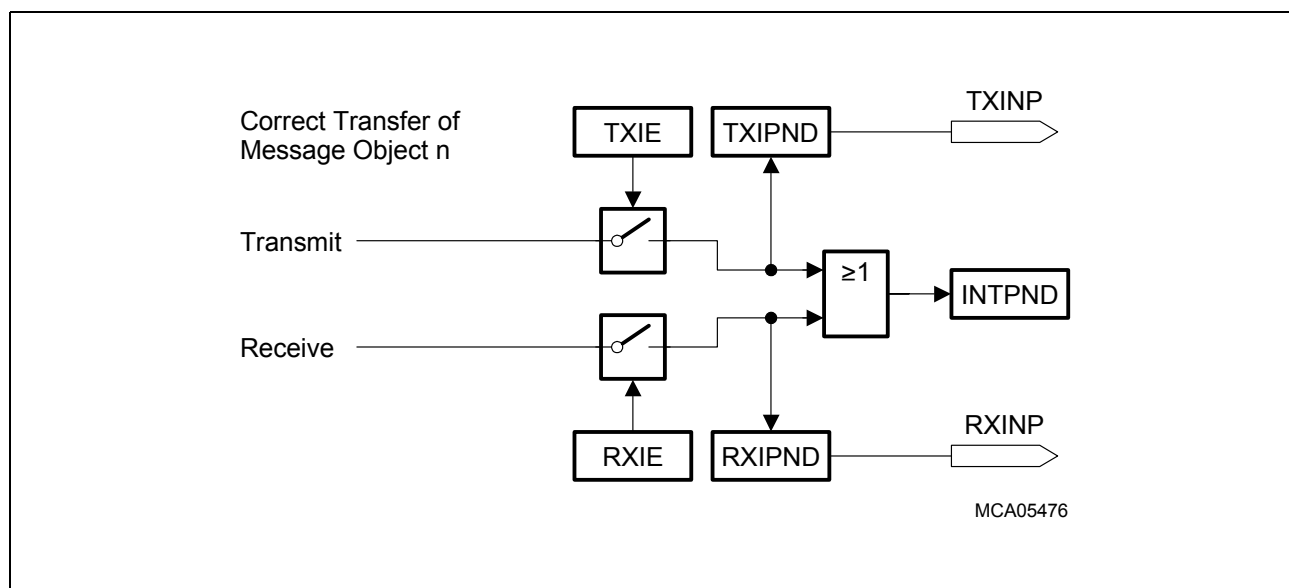 TXINP
Correct Transfer of
Message Object n
TXIE
TXIPND
Transmit
≥1
INTPND
Receive
RXINP
RXIE
RXIPND
MCA05476